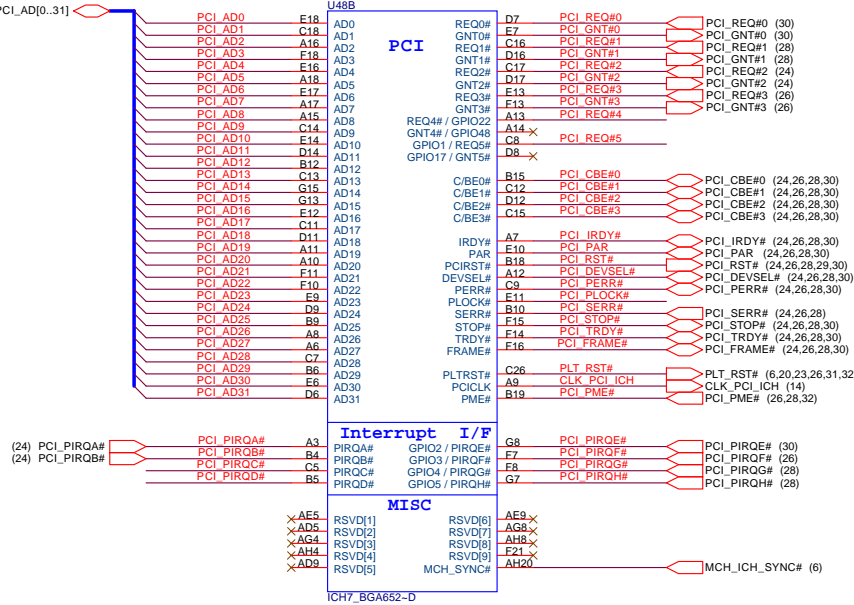 U48B
PCI_AD[0..31]
PCI
PCI_AD0 E18 AD0 REQ0# D7 PCI_REQ#0 PCI_REQ#0 (30)
PCI_AD1 C18 AD1 GNT0# E7 PCI_GNT#0 PCI_GNT#0 (30)
PCI_AD2 A16 AD2 REQ1# C16 PCI_REQ#1 PCI_REQ#1 (28)
PCI_AD3 F18 AD3 GNT1# D16 PCI_GNT#1 PCI_GNT#1 (28)
PCI_AD4 E16 AD4 REQ2# C17 PCI_REQ#2 PCI_REQ#2 (24)
PCI_AD5 A18 AD5 GNT2# D17 PCI_GNT#2 PCI_GNT#2 (24)
PCI_AD6 E17 AD6 REQ3# E13 PCI_REQ#3 PCI_REQ#3 (26)
PCI_AD7 A17 AD7 GNT3# F13 PCI_GNT#3 PCI_GNT#3 (26)
PCI_AD8 A15 AD8 REQ4# / GPIO22 A13 PCI_REQ#4
PCI_AD9 C14 AD9 GNT4# / GPIO48 A14
PCI_AD10 E14 AD10 GPIO1 / REQ5# C8 PCI_REQ#5
PCI_AD11 D14 AD11 GPIO17 / GNT5# D8
PCI_AD12 B12 AD12
PCI_AD13 C13 AD13 C/BE0# B15 PCI_CBE#0 PCI_CBE#0 (24,26,28,30)
PCI_AD14 G15 AD14 C/BE1# C12 PCI_CBE#1 PCI_CBE#1 (24,26,28,30)
PCI_AD15 G13 AD15 C/BE2# D12 PCI_CBE#2 PCI_CBE#2 (24,26,28,30)
PCI_AD16 E12 AD16 C/BE3# C15 PCI_CBE#3 PCI_CBE#3 (24,26,28,30)
PCI_AD17 C11 AD17
PCI_AD18 D11 AD18 IRDY# A7 PCI_IRDY# PCI_IRDY# (24,26,28,30)
PCI_AD19 A11 AD19 PAR E10 PCI_PAR PCI_PAR (24,26,28,30)
PCI_AD20 A10 AD20 PCIRST# B18 PCI_RST# PCI_RST# (24,26,28,29,30)
PCI_AD21 F11 AD21 DEVSEL# A12 PCI_DEVSEL# PCI_DEVSEL# (24,26,28,30)
PCI_AD22 F10 AD22 PERR# C9 PCI_PERR# PCI_PERR# (24,26,28,30)
PCI_AD23 E9 AD23 PLOCK# E11 PCI_PLOCK#
PCI_AD24 D9 AD24 SERR# B10 PCI_SERR# PCI_SERR# (24,26,28)
PCI_AD25 B9 AD25 STOP# F15 PCI_STOP# PCI_STOP# (24,26,28,30)
PCI_AD26 A8 AD26 TRDY# F14 PCI_TRDY# PCI_TRDY# (24,26,28,30)
PCI_AD27 A6 AD27 FRAME# F16 PCI_FRAME# PCI_FRAME# (24,26,28,30)
PCI_AD28 C7 AD28
PCI_AD29 B6 AD29 PLTRST# C26 PLT_RST# PLT_RST# (6,20,23,26,31,32
PCI_AD30 E6 AD30 PCICLK A9 CLK_PCI_ICH CLK_PCI_ICH (14)
PCI_AD31 D6 AD31 PME# B19 PCI_PME# PCI_PME# (26,28,32)
Interrupt I/F
(24) PCI_PIRQA# PCI_PIRQA# A3 PIRQA# GPIO2 / PIRQE# G8 PCI_PIRQE# PCI_PIRQE# (30)
(24) PCI_PIRQB# PCI_PIRQB# B4 PIRQB# GPIO3 / PIRQF# F7 PCI_PIRQF# PCI_PIRQF# (26)
PCI_PIRQC# C5 PIRQC# GPIO4 / PIRQG# F8 PCI_PIRQG# PCI_PIRQG# (28)
PCI_PIRQD# B5 PIRQD# GPIO5 / PIRQH# G7 PCI_PIRQH# PCI_PIRQH# (28)
MISC
AE5 RSVD[1] RSVD[6] AE9
AD5 RSVD[2] RSVD[7] AG8
AG4 RSVD[3] RSVD[8] AH8
AH4 RSVD[4] RSVD[9] F21
AD9 RSVD[5] MCH_SYNC# AH20 MCH_ICH_SYNC# (6)
ICH7_BGA652~D